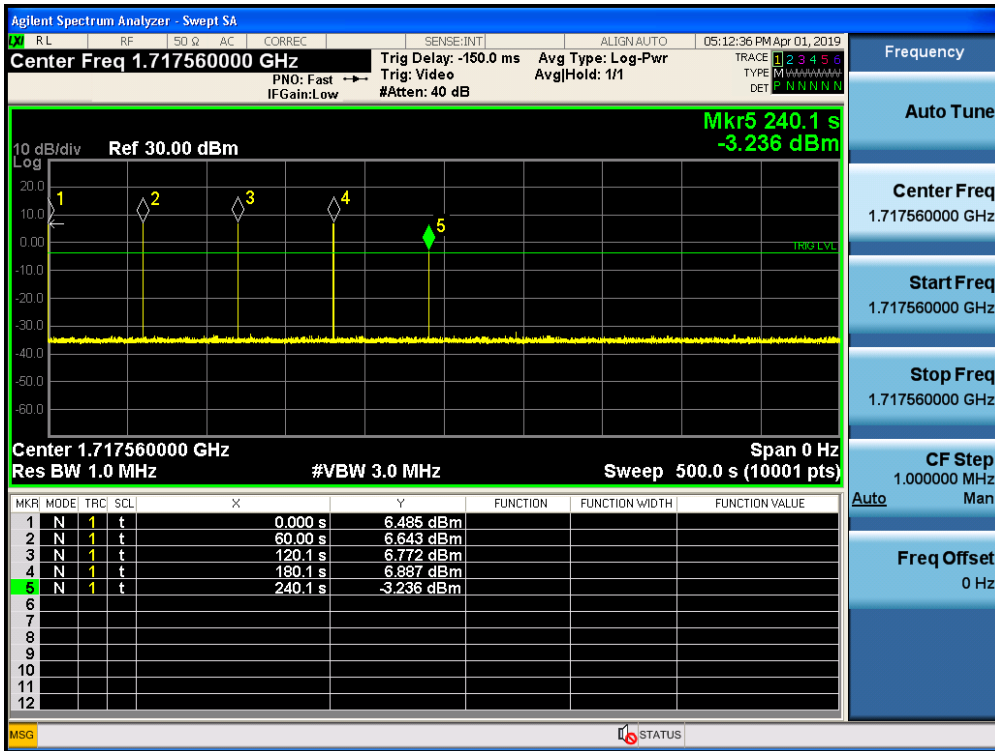 Agilent Spectrum Analyzer - Swept SA
LXI RL RF 50 Ω AC CORREC SENSE:INT ALIGN AUTO 05:12:36 PM Apr 01, 2019
Center Freq 1.717560000 GHz
PNO: Fast
IFGain:Low
Trig Delay: -150.0 ms
Trig: Video
#Atten: 40 dB
Avg Type: Log-Pwr
Avg|Hold: 1/1
TRACE 1 2 3 4 5 6
TYPE M WWWWW
DET P N N N N N
Mkr5 240.1 s
-3.236 dBm
10 dB/div Ref 30.00 dBm
Log
20.0
10.0
0.00
-10.0
-20.0
-30.0
-40.0
-50.0
-60.0
1
2
3
4
5
TRIG LVL
Center 1.717560000 GHz Span 0 Hz
Res BW 1.0 MHz #VBW 3.0 MHz Sweep 500.0 s (10001 pts)
MKR MODE TRC SCL X Y FUNCTION FUNCTION WIDTH FUNCTION VALUE
1 N 1 t 0.000 s 6.485 dBm
2 N 1 t 60.00 s 6.643 dBm
3 N 1 t 120.1 s 6.772 dBm
4 N 1 t 180.1 s 6.887 dBm
5 N 1 t 240.1 s -3.236 dBm
6
7
8
9
10
11
12
MSG STATUS
Frequency
Auto Tune
Center Freq
1.717560000 GHz
Start Freq
1.717560000 GHz
Stop Freq
1.717560000 GHz
CF Step
1.000000 MHz
Auto Man
Freq Offset
0 Hz